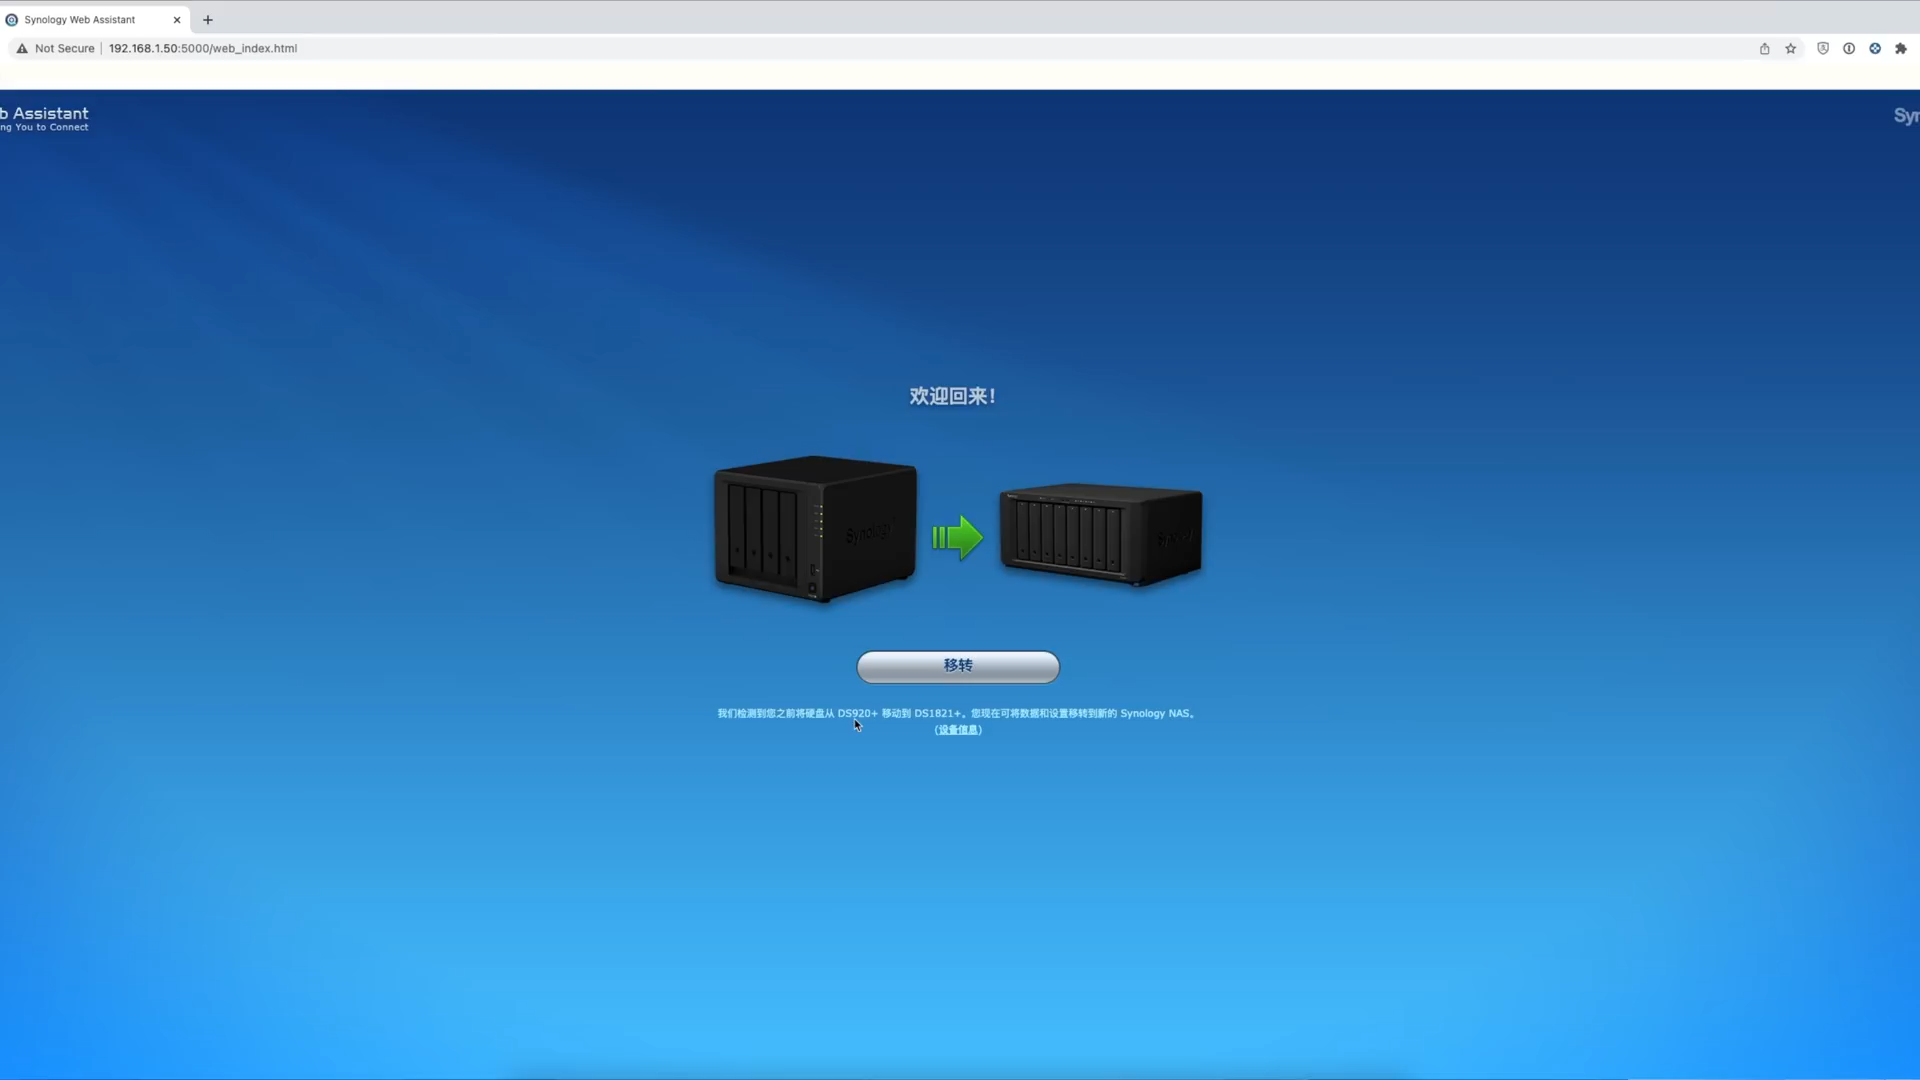 Synology Web Assistant
Not Secure
192.168.1.50:5000/web_index.html
b Assistant
ng You to Connect
Syn
欢迎回来！
Synology
移转
我们检测到您之前将硬盘从 DS920+ 移动到 DS1821+。您现在可将数据和设置移转到新的 Synology NAS。
(设备信息)